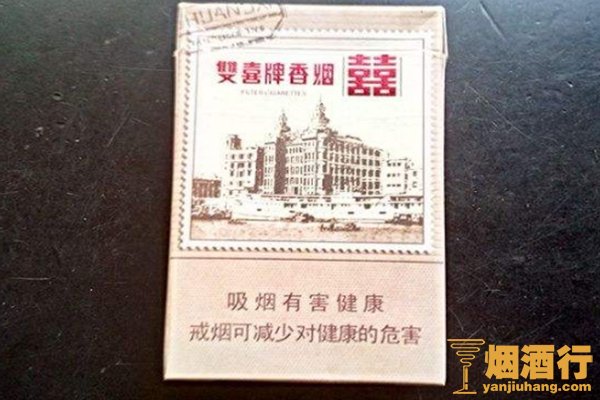 雙喜牌香烟 囍
FILTER CIGARETTES
吸烟有害健康
戒烟可减少对健康的危害
烟酒行
yanjiuhang.com